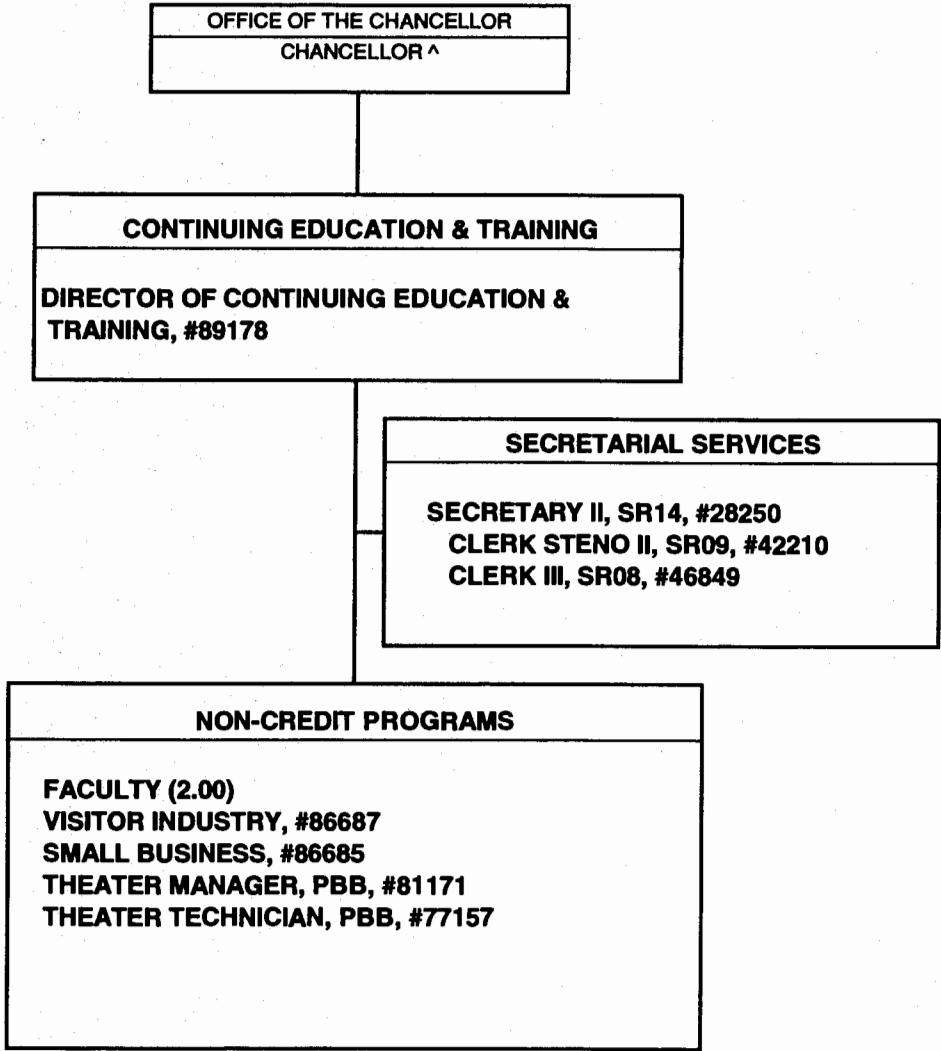 OFFICE OF THE CHANCELLOR
CHANCELLOR ^
CONTINUING EDUCATION & TRAINING
DIRECTOR OF CONTINUING EDUCATION &
TRAINING, #89178
SECRETARIAL SERVICES
SECRETARY II, SR14, #28250
CLERK STENO II, SR09, #42210
CLERK III, SR08, #46849
NON-CREDIT PROGRAMS
FACULTY (2.00)
VISITOR INDUSTRY, #86687
SMALL BUSINESS, #86685
THEATER MANAGER, PBB, #81171
THEATER TECHNICIAN, PBB, #77157